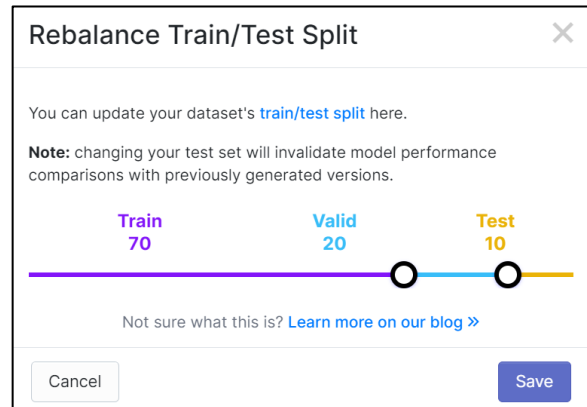 Rebalance Train/Test Split
You can update your dataset's train/test split here.
Note: changing your test set will invalidate model performance
comparisons with previously generated versions.
Train Valid Test
70 20 10
Not sure what this is? Learn more on our blog »
Cancel Save